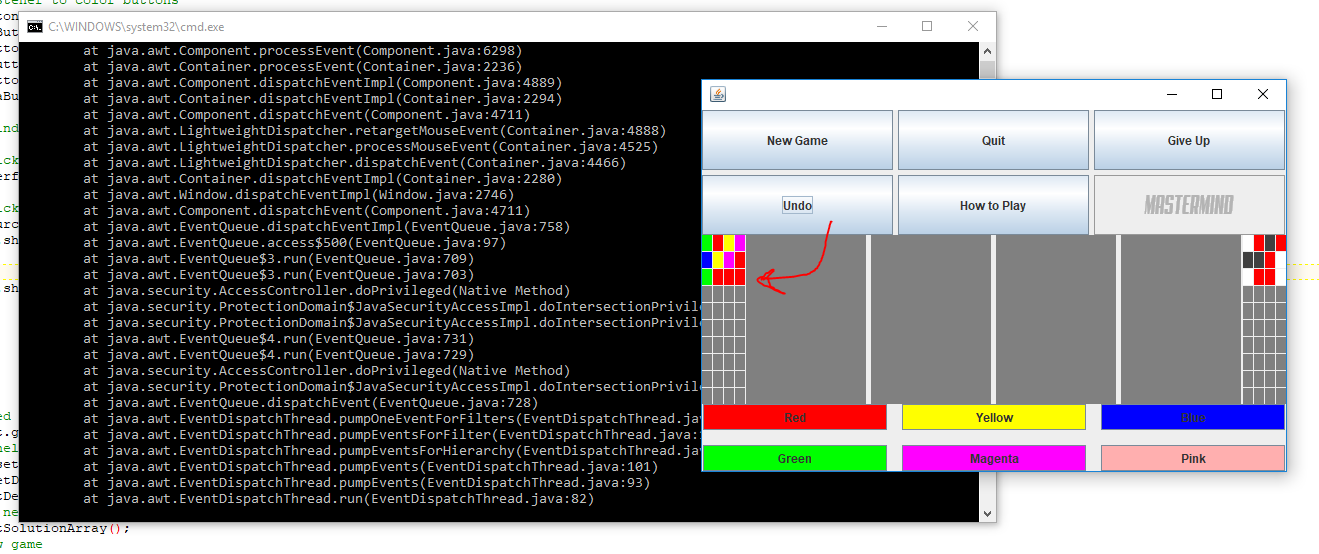 stener to color buttons
C:\WINDOWS\system32\cmd.exe
at java.awt.Component.processEvent(Component.java:6298)
at java.awt.Container.processEvent(Container.java:2236)
at java.awt.Component.dispatchEventImpl(Component.java:4889)
at java.awt.Container.dispatchEventImpl(Container.java:2294)
at java.awt.Component.dispatchEvent(Component.java:4711)
at java.awt.LightweightDispatcher.retargetMouseEvent(Container.java:4888)
at java.awt.LightweightDispatcher.processMouseEvent(Container.java:4525)
at java.awt.LightweightDispatcher.dispatchEvent(Container.java:4466)
at java.awt.Container.dispatchEventImpl(Container.java:2280)
at java.awt.Window.dispatchEventImpl(Window.java:2746)
at java.awt.Component.dispatchEvent(Component.java:4711)
at java.awt.EventQueue.dispatchEventImpl(EventQueue.java:758)
at java.awt.EventQueue.access$500(EventQueue.java:97)
at java.awt.EventQueue$3.run(EventQueue.java:709)
at java.awt.EventQueue$3.run(EventQueue.java:703)
at java.security.AccessController.doPrivileged(Native Method)
at java.security.ProtectionDomain$JavaSecurityAccessImpl.doIntersectionPrivile
at java.security.ProtectionDomain$JavaSecurityAccessImpl.doIntersectionPrivile
at java.awt.EventQueue$4.run(EventQueue.java:731)
at java.awt.EventQueue$4.run(EventQueue.java:729)
at java.security.AccessController.doPrivileged(Native Method)
at java.security.ProtectionDomain$JavaSecurityAccessImpl.doIntersectionPrivile
at java.awt.EventQueue.dispatchEvent(EventQueue.java:728)
at java.awt.EventDispatchThread.pumpOneEventForFilters(EventDispatchThread.jav
at java.awt.EventDispatchThread.pumpEventsForFilter(EventDispatchThread.java:
at java.awt.EventDispatchThread.pumpEventsForHierarchy(EventDispatchThread.jav
at java.awt.EventDispatchThread.pumpEvents(EventDispatchThread.java:101)
at java.awt.EventDispatchThread.pumpEvents(EventDispatchThread.java:93)
at java.awt.EventDispatchThread.run(EventDispatchThread.java:82)
New Game
Quit
Give Up
Undo
How to Play
MASTERMIND
Red
Yellow
Blue
Green
Magenta
Pink
tSolutionArray();
w game